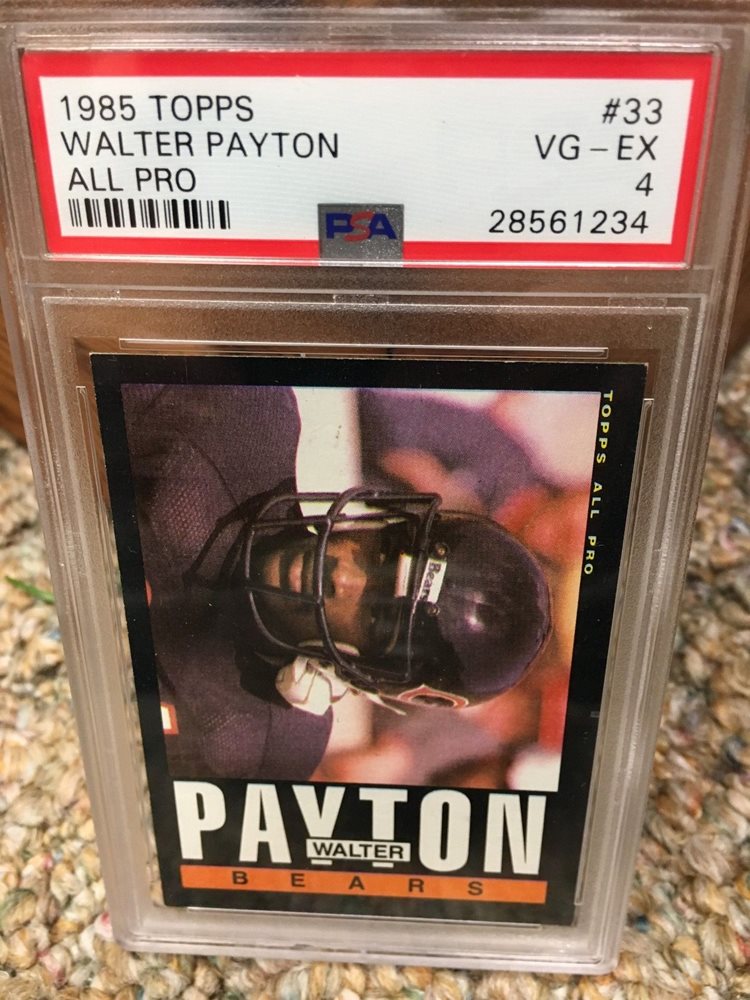 1985 TOPPS #33
WALTER PAYTON VG-EX
ALL PRO 4
PSA 28561234
TOPPS ALL PRO
Bears
PAYTON
WALTER
BEARS